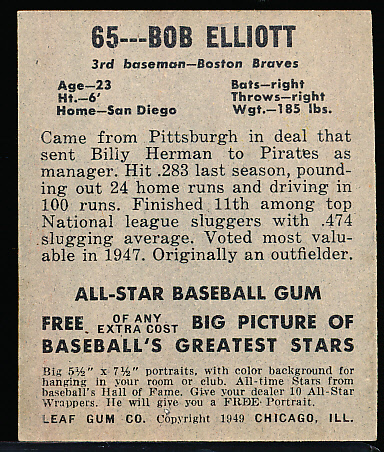 65---BOB ELLIOTT
3rd baseman—Boston Braves
Age—23 Bats—right
Ht.—6' Throws—right
Home—San Diego Wgt.—185 lbs.
Came from Pittsburgh in deal that
sent Billy Herman to Pirates as
manager. Hit .283 last season, pound-
ing out 24 home runs and driving in
100 runs. Finished 11th among top
National league sluggers with .474
slugging average. Voted most valu-
able in 1947. Originally an outfielder.
ALL-STAR BASEBALL GUM
FREE OF ANY EXTRA COST BIG PICTURE OF
BASEBALL'S GREATEST STARS
Big 5½" x 7½" portraits, with color background for
hanging in your room or club. All-time Stars from
baseball's Hall of Fame. Give your dealer 10 All-Star
Wrappers. He will give you a FREE Portrait.
LEAF GUM CO. Copyright 1949 CHICAGO, ILL.